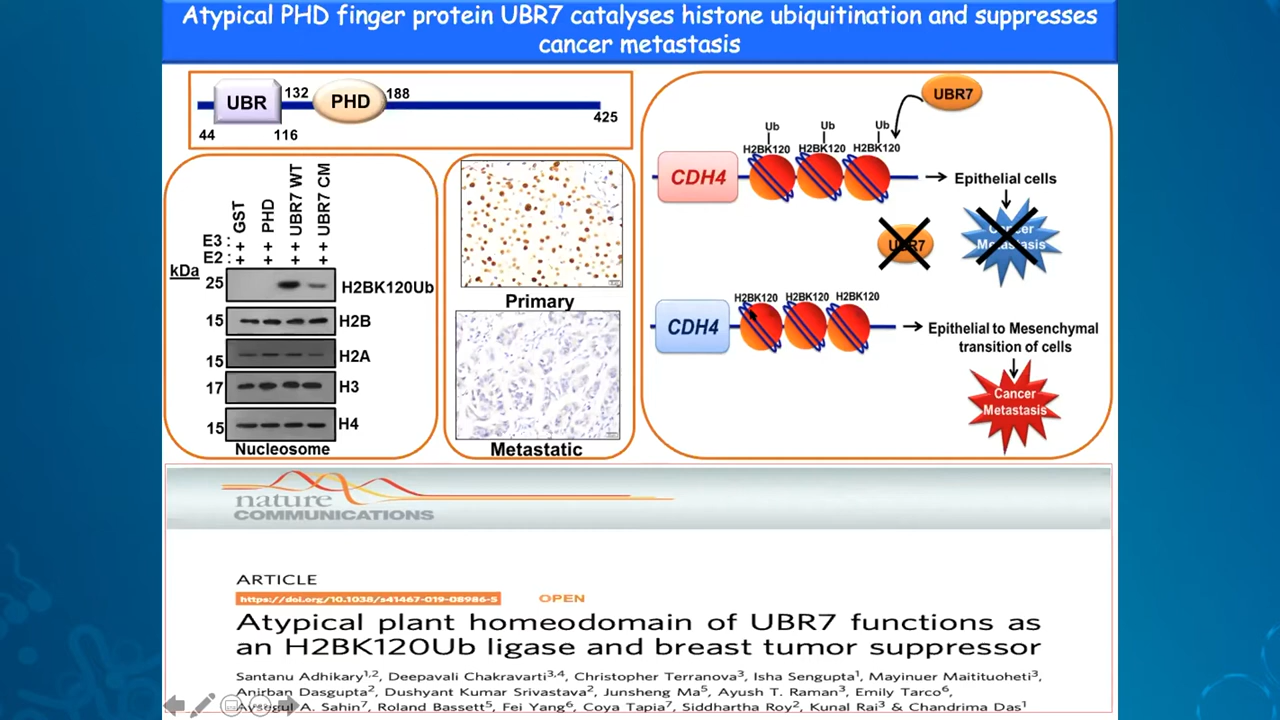 Atypical PHD finger protein UBR7 catalyses histone ubiquitination and suppresses
cancer metastasis
UBR
132
PHD
188
44
116
425
GST
PHD
UBR7 WT
UBR7 CM
E3 : + + + +
E2 : + + + +
kDa
25 H2BK120Ub
15 H2B
15 H2A
17 H3
15 H4
Nucleosome
Primary
Metastatic
UBR7
Ub Ub Ub
H2BK120 H2BK120 H2BK120
CDH4
Epithelial cells
Cancer
Metastasis
UBR7
H2BK120 H2BK120 H2BK120
CDH4
Epithelial to Mesenchymal
transition of cells
Cancer
Metastasis
nature
COMMUNICATIONS
ARTICLE
https://doi.org/10.1038/s41467-019-08986-5 OPEN
Atypical plant homeodomain of UBR7 functions as
an H2BK120Ub ligase and breast tumor suppressor
Santanu Adhikary1,2, Deepavali Chakravarti3,4, Christopher Terranova3, Isha Sengupta1, Mayinuer Maitituoheti3,
Anirban Dasgupta2, Dushyant Kumar Srivastava2, Junsheng Ma5, Ayush T. Raman3, Emily Tarco6,
Aysegul A. Sahin7, Roland Bassett5, Fei Yang6, Coya Tapia7, Siddhartha Roy2, Kunal Rai3 & Chandrima Das1